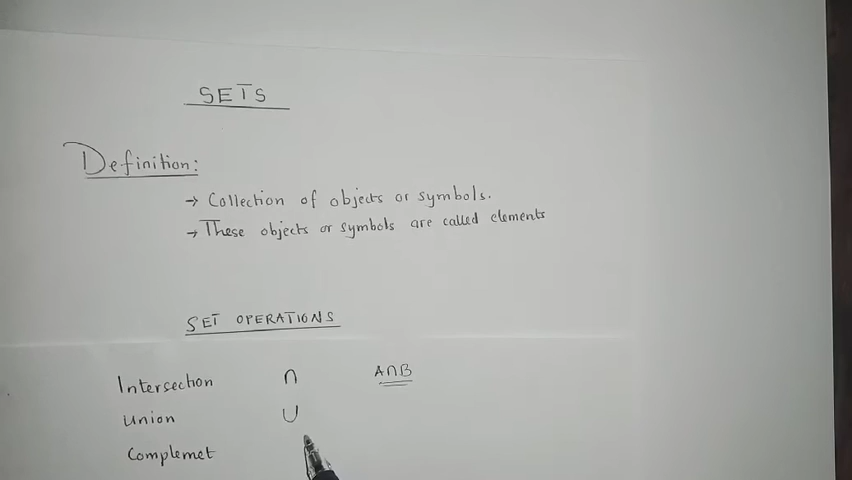 SETS
Definition:
→ Collection of objects or symbols.
→ These objects or symbols are called elements
SET OPERATIONS
Intersection ∩ A∩B
Union ∪
Complemet